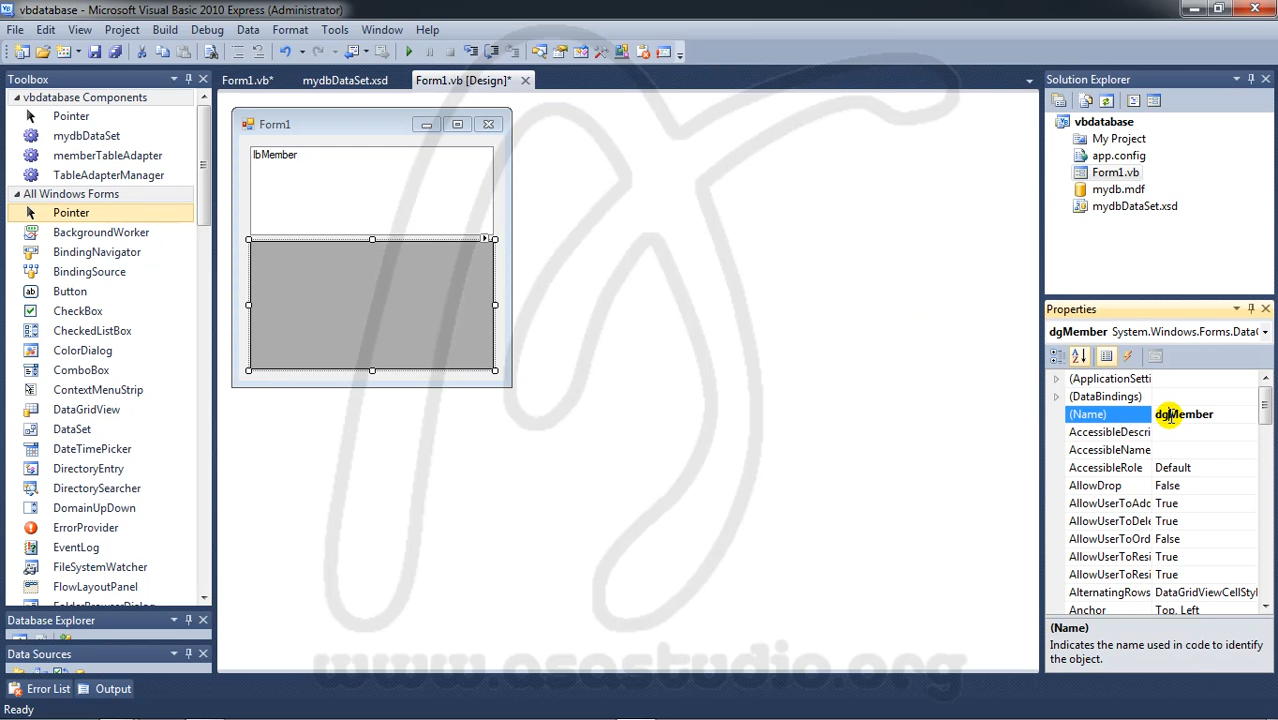 vbdatabase - Microsoft Visual Basic 2010 Express (Administrator)
File Edit View Project Build Debug Data Format Tools Window Help
Toolbox
vbdatabase Components
Pointer
mydbDataSet
memberTableAdapter
TableAdapterManager
All Windows Forms
Pointer
BackgroundWorker
BindingNavigator
BindingSource
Button
CheckBox
CheckedListBox
ColorDialog
ComboBox
ContextMenuStrip
DataGridView
DataSet
DateTimePicker
DirectoryEntry
DirectorySearcher
DomainUpDown
ErrorProvider
EventLog
FileSystemWatcher
FlowLayoutPanel
FolderBrowserDialog
Database Explorer
Data Sources
Error List Output
Ready
Form1.vb* mydbDataSet.xsd Form1.vb [Design]*
Form1
lbMember
Solution Explorer
vbdatabase
My Project
app.config
Form1.vb
mydb.mdf
mydbDataSet.xsd
Properties
dgMember System.Windows.Forms.Data
(ApplicationSetti
(DataBindings)
(Name) dgMember
AccessibleDescri
AccessibleName
AccessibleRole Default
AllowDrop False
AllowUserToAdd True
AllowUserToDele True
AllowUserToOrd False
AllowUserToResi True
AllowUserToResi True
AlternatingRows DataGridViewCellStyl
Anchor Top, Left
(Name)
Indicates the name used in code to identify
the object.
www.asastudio.org